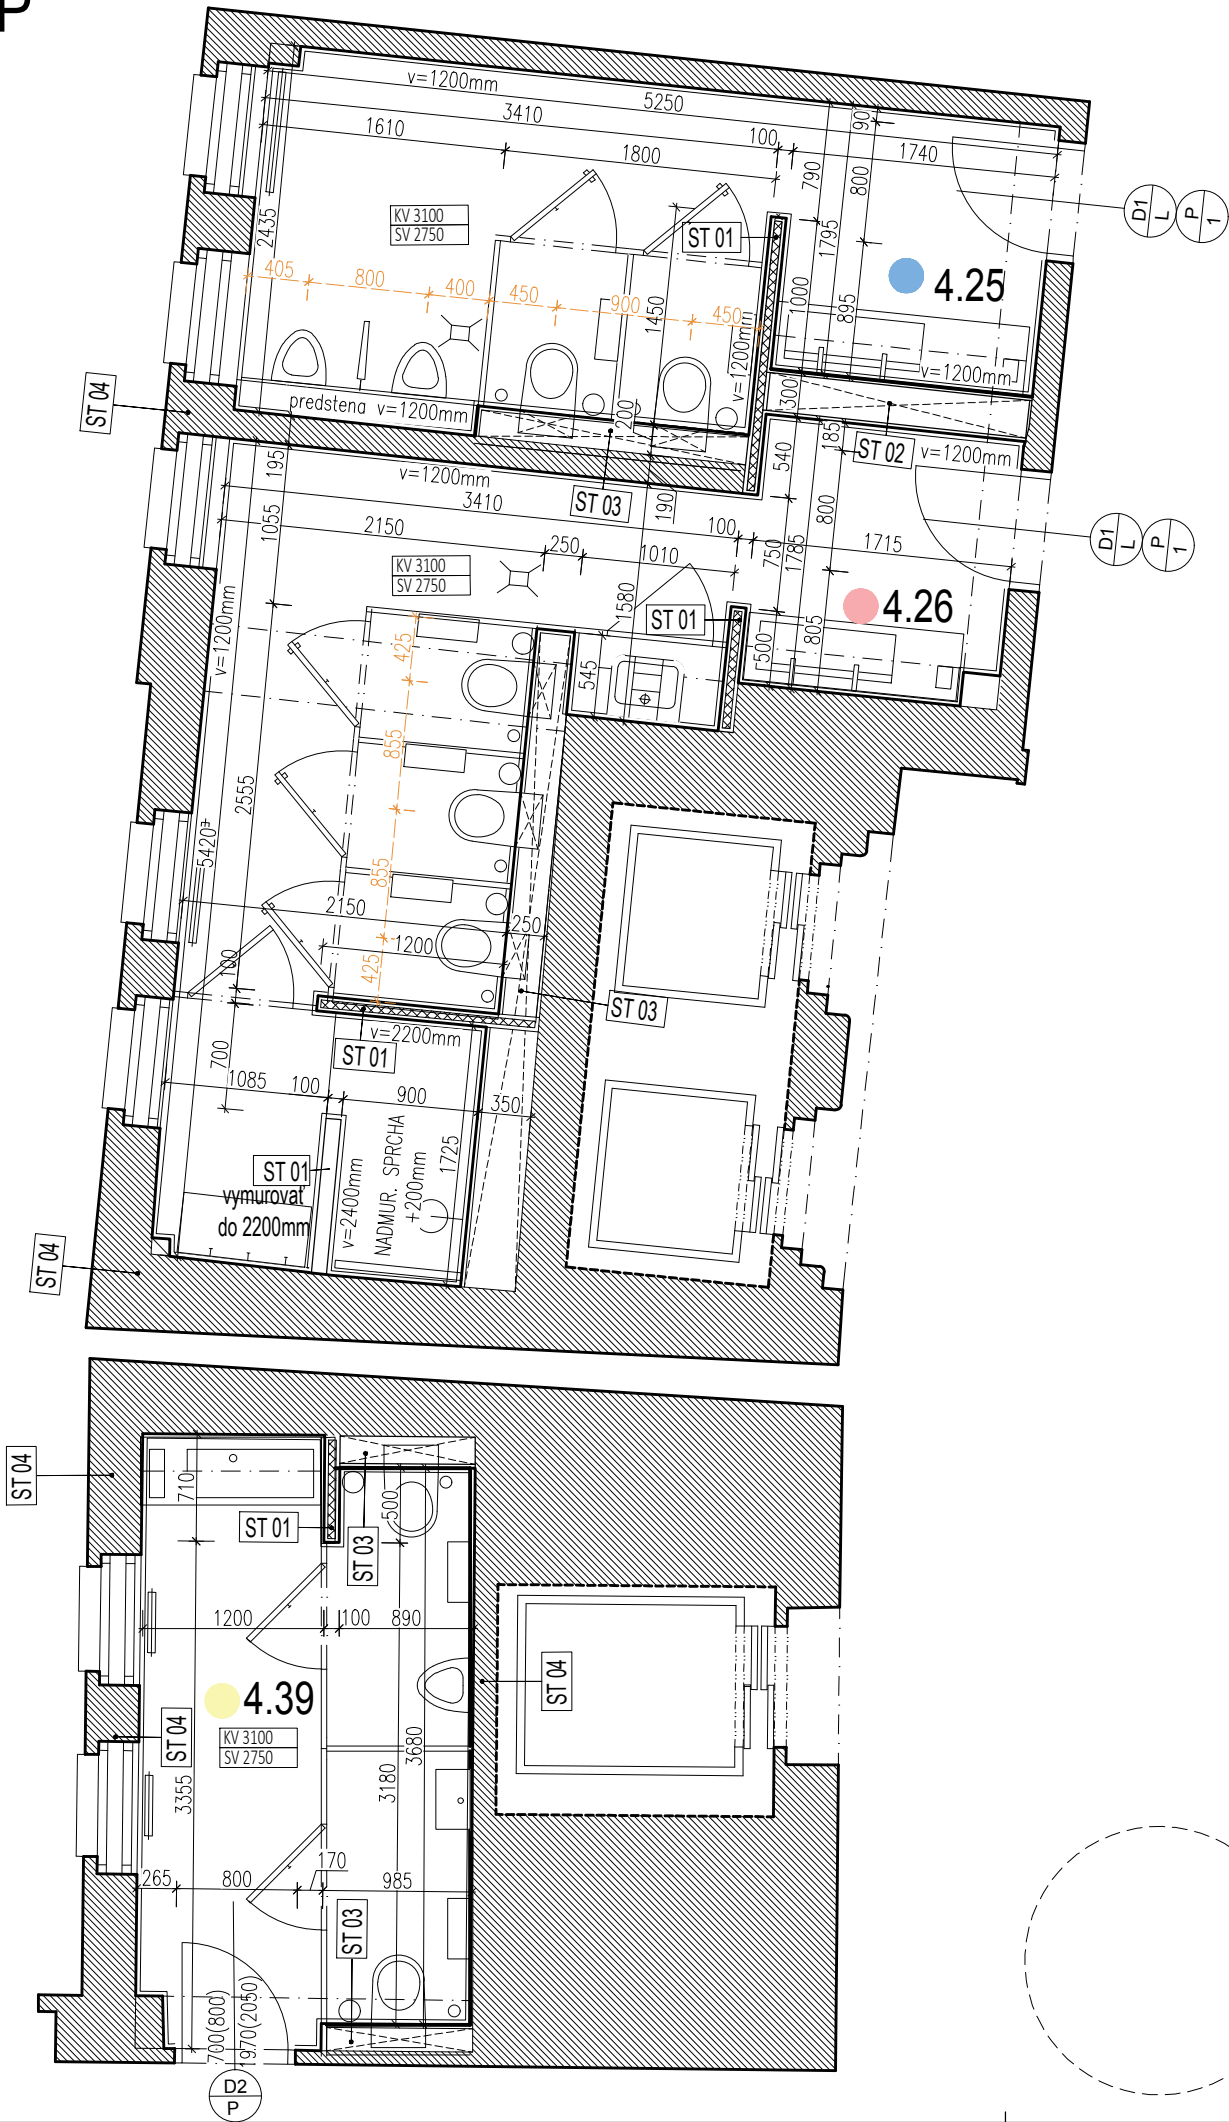 P
v=1200mm
5250
3410
1610
1800
100
1740
90
790
800
2435
KV 3100
SV 2750
ST 01
1795
D1
L
P
1
405
800
400
450
900
450
1450
1000
895
4.25
v=1200mm
v=1200mm
300
ST 04
predstena v=1200mm
200
185
ST 02
v=1200mm
195
v=1200mm
3410
ST 03
190
540
800
2150
250
1010
100
750
1785
1715
D1
L
P
1
1055
KV 3100
SV 2750
1580
ST 01
4.26
v=1200mm
425
545
500
805
855
2555
5420
855
2150
250
1200
100
425
ST 03
v=2200mm
ST 01
700
1085
100
900
350
NADMUR. SPRCHA
+200mm
1725
v=2400mm
ST 01
vymurovať
do 2200mm
ST 04
ST 04
710
500
ST 01
ST 03
1200
100
890
4.39
ST 04
ST 04
KV 3100
SV 2750
3680
3180
3355
265
800
170
985
ST 03
700(800)
1970(2050)
D2
P